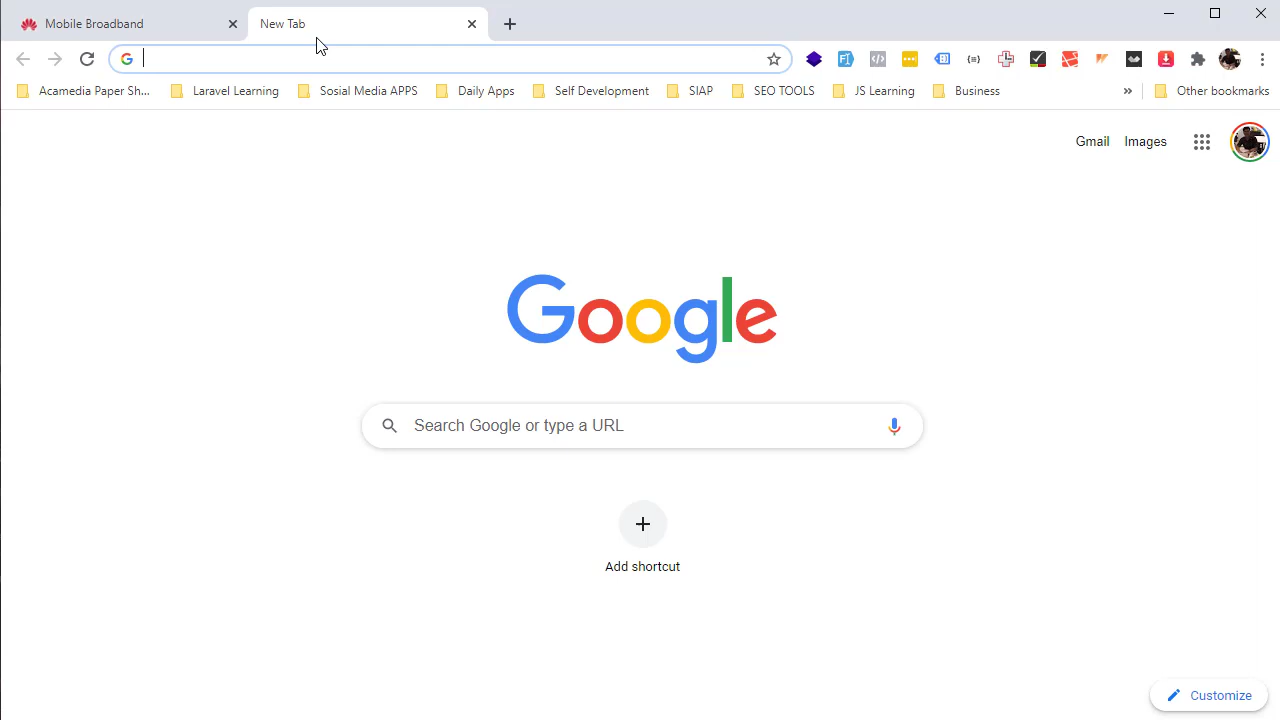 Mobile Broadband
New Tab
Acamedia Paper Sh...
Laravel Learning
Sosial Media APPS
Daily Apps
Self Development
SIAP
SEO TOOLS
JS Learning
Business
»
Other bookmarks
Gmail
Images
Google
Search Google or type a URL
Add shortcut
Customize